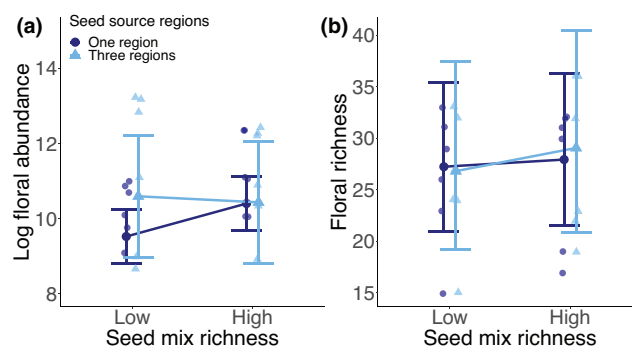 (a)
Seed source regions
One region
Three regions
Log floral abundance
14
12
10
8
Low
High
Seed mix richness
(b)
Floral richness
40
35
30
25
20
15
Low
High
Seed mix richness